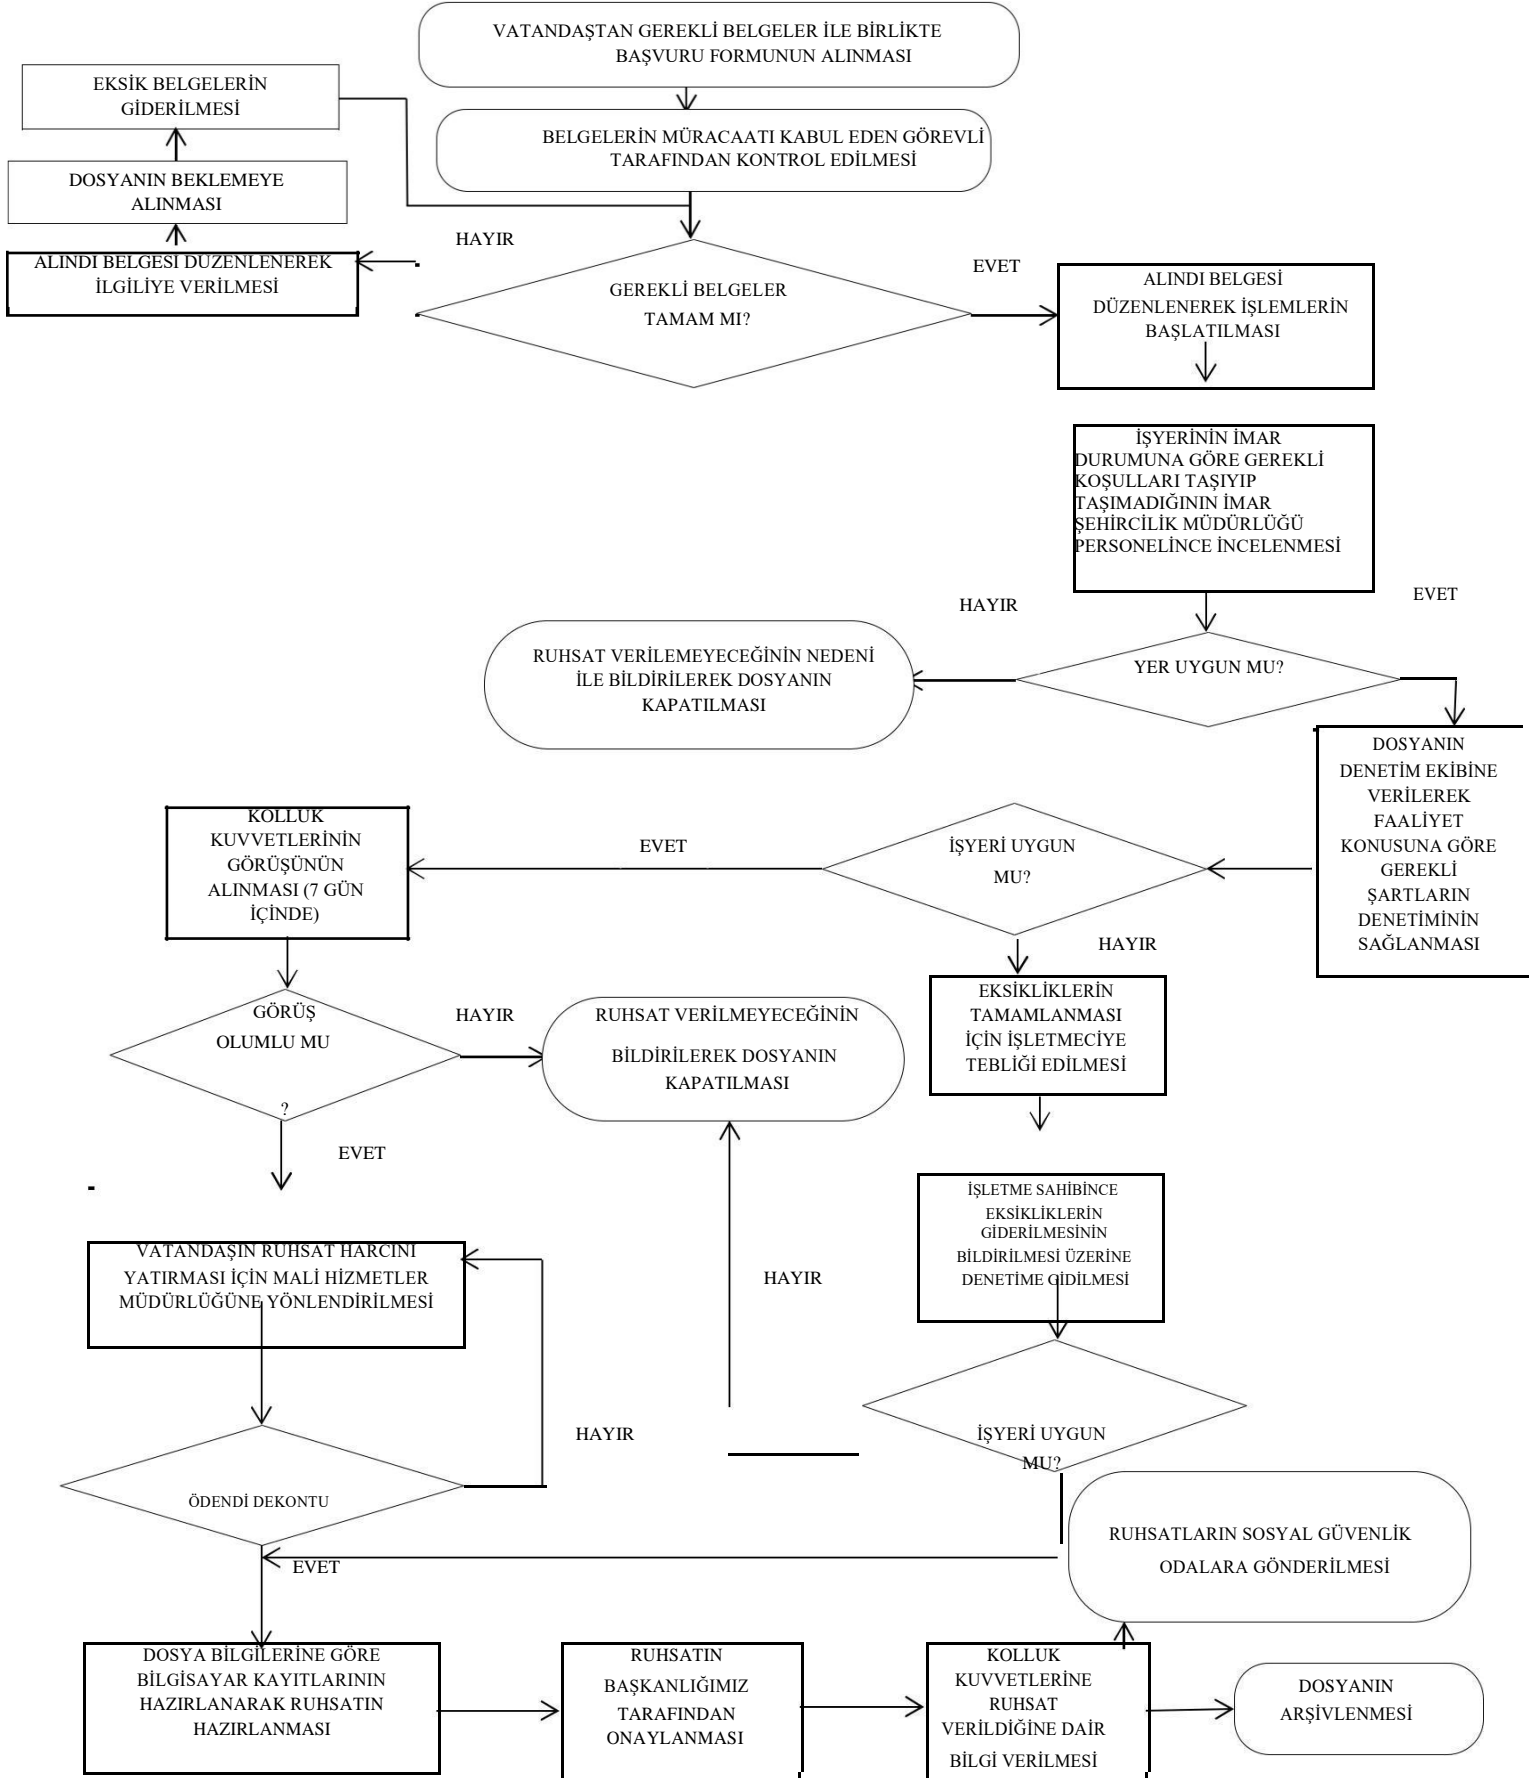 VATANDAŞTAN GEREKLİ BELGELER İLE BİRLİKTE
BAŞVURU FORMUNUN ALINMASI
EKSİK BELGELERİN
GİDERİLMESİ
BELGELERİN MÜRACAATI KABUL EDEN GÖREVLİ
TARAFINDAN KONTROL EDİLMESİ
DOSYANIN BEKLEMEYE
ALINMASI
HAYIR
ALINDI BELGESİ DÜZENLENEREK
İLGİLİYE VERİLMESİ
GEREKLİ BELGELER
TAMAM MI?
EVET
ALINDI BELGESİ
DÜZENLENEREK İŞLEMLERİN
BAŞLATILMASI
İŞYERİNİN İMAR
DURUMUNA GÖRE GEREKLİ
KOŞULLARI TAŞIYIP
TAŞIMADIĞININ İMAR
ŞEHİRCİLİK MÜDÜRLÜĞÜ
PERSONELİNCE İNCELENMESİ
HAYIR
EVET
RUHSAT VERİLEMEYECEĞİNİN NEDENİ
İLE BİLDİRİLEREK DOSYANIN
KAPATILMASI
YER UYGUN MU?
DOSYANIN
DENETİM EKİBİNE
VERİLEREK
FAALİYET
KONUSUNA GÖRE
GEREKLİ
ŞARTLARIN
DENETİMİNİN
SAĞLANMASI
KOLLUK
KUVVETLERİNİN
GÖRÜŞÜNÜN
ALINMASI (7 GÜN
İÇİNDE)
EVET
İŞYERİ UYGUN
MU?
HAYIR
EKSİKLİKLERİN
TAMAMLANMASI
İÇİN İŞLETMECİYE
TEBLİĞİ EDİLMESİ
GÖRÜŞ
OLUMLU MU
?
HAYIR
RUHSAT VERİLMEYECEĞİNİN
BİLDİRİLEREK DOSYANIN
KAPATILMASI
EVET
İŞLETME SAHİBİNCE
EKSİKLİKLERİN
GİDERİLMESİNİN
BİLDİRİLMESİ ÜZERİNE
DENETİME GİDİLMESİ
VATANDAŞIN RUHSAT HARCINI
YATIRMASI İÇİN MALİ HİZMETLER
MÜDÜRLÜĞÜNE YÖNLENDİRİLMESİ
HAYIR
HAYIR
İŞYERİ UYGUN
MU?
ÖDENDİ DEKONTU
EVET
RUHSATLARIN SOSYAL GÜVENLİK
ODALARA GÖNDERİLMESİ
DOSYA BİLGİLERİNE GÖRE
BİLGİSAYAR KAYITLARININ
HAZIRLANARAK RUHSATIN
HAZIRLANMASI
RUHSATIN
BAŞKANLIĞIMIZ
TARAFINDAN
ONAYLANMASI
KOLLUK
KUVVETLERİNE
RUHSAT
VERİLDİĞİNE DAİR
BİLGİ VERİLMESİ
DOSYANIN
ARŞİVLENMESİ